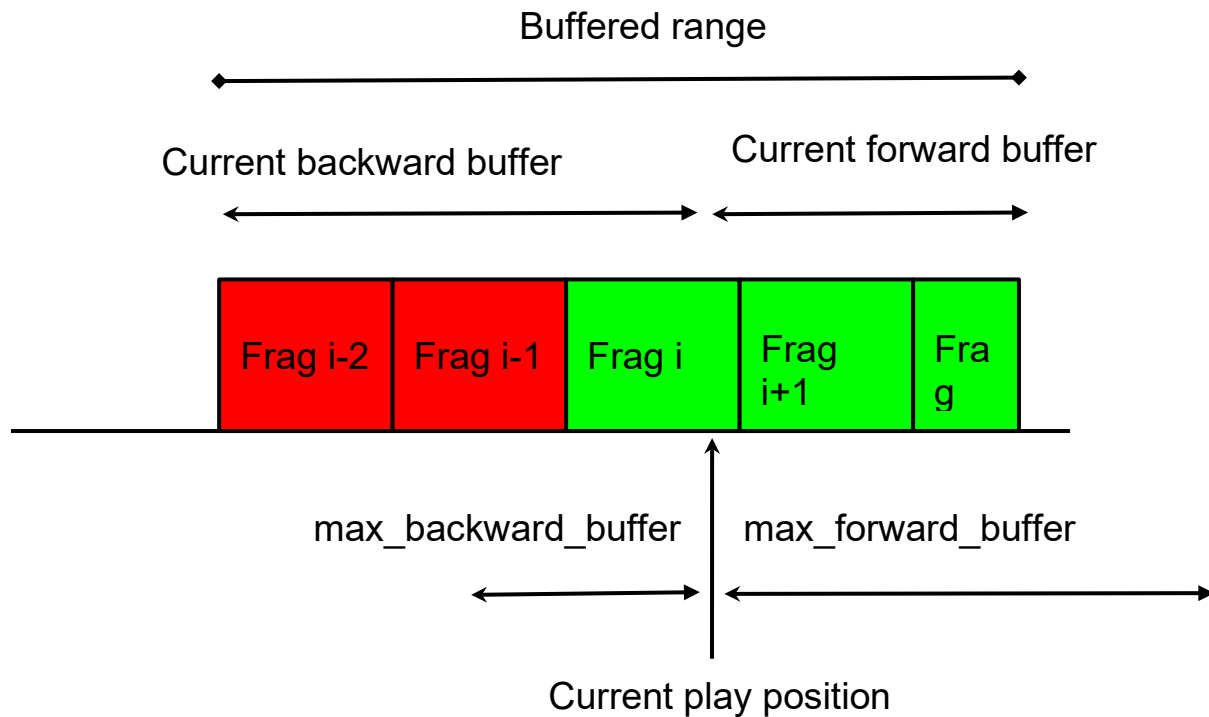 Buffered range
Current backward buffer
Current forward buffer
Frag i-2
Frag i-1
Frag i
Frag
i+1
Fra
g
max_backward_buffer
max_forward_buffer
Current play position